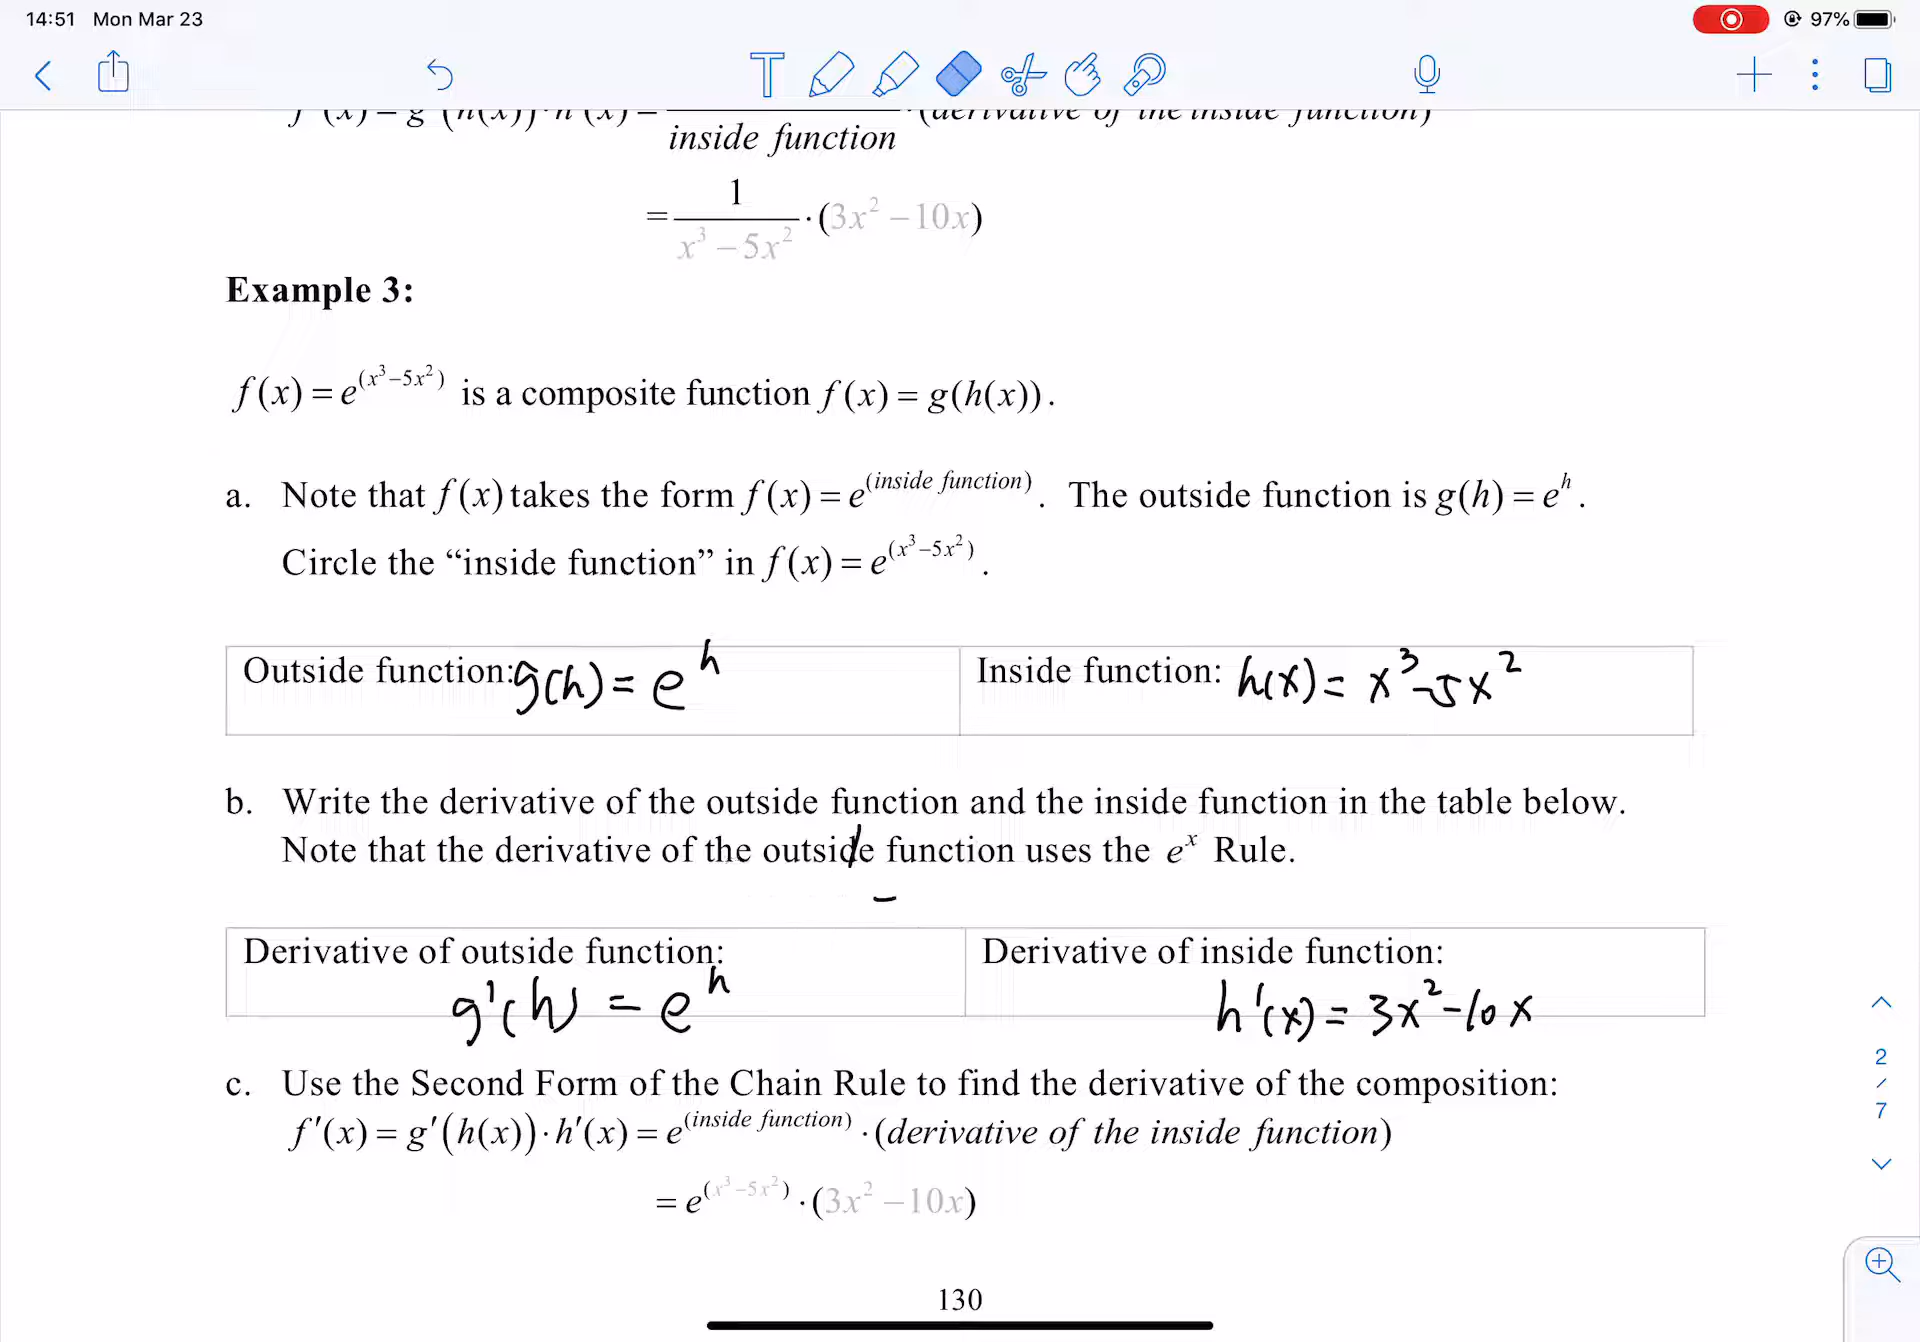 14:51 Mon Mar 23 97%
f′(x) = g′(h(x))·h′(x) = ―――― ·(derivative of the inside function)
inside function
= 1/(x³ − 5x²) · (3x² − 10x)
Example 3:
f(x) = e^(x³−5x²) is a composite function f(x) = g(h(x)).
a. Note that f(x) takes the form f(x) = e^(inside function). The outside function is g(h) = e^h.
Circle the “inside function” in f(x) = e^(x³−5x²).
Outside function: g(h) = e^h
Inside function: h(x) = x³-5x²
b. Write the derivative of the outside function and the inside function in the table below.
Note that the derivative of the outside function uses the e^x Rule.
Derivative of outside function:
g'(h) = e^h
Derivative of inside function:
h'(x) = 3x²-10x
c. Use the Second Form of the Chain Rule to find the derivative of the composition:
f′(x) = g′(h(x))·h′(x) = e^(inside function) ·(derivative of the inside function)
= e^(x³−5x²) · (3x² − 10x)
130
2
/
7